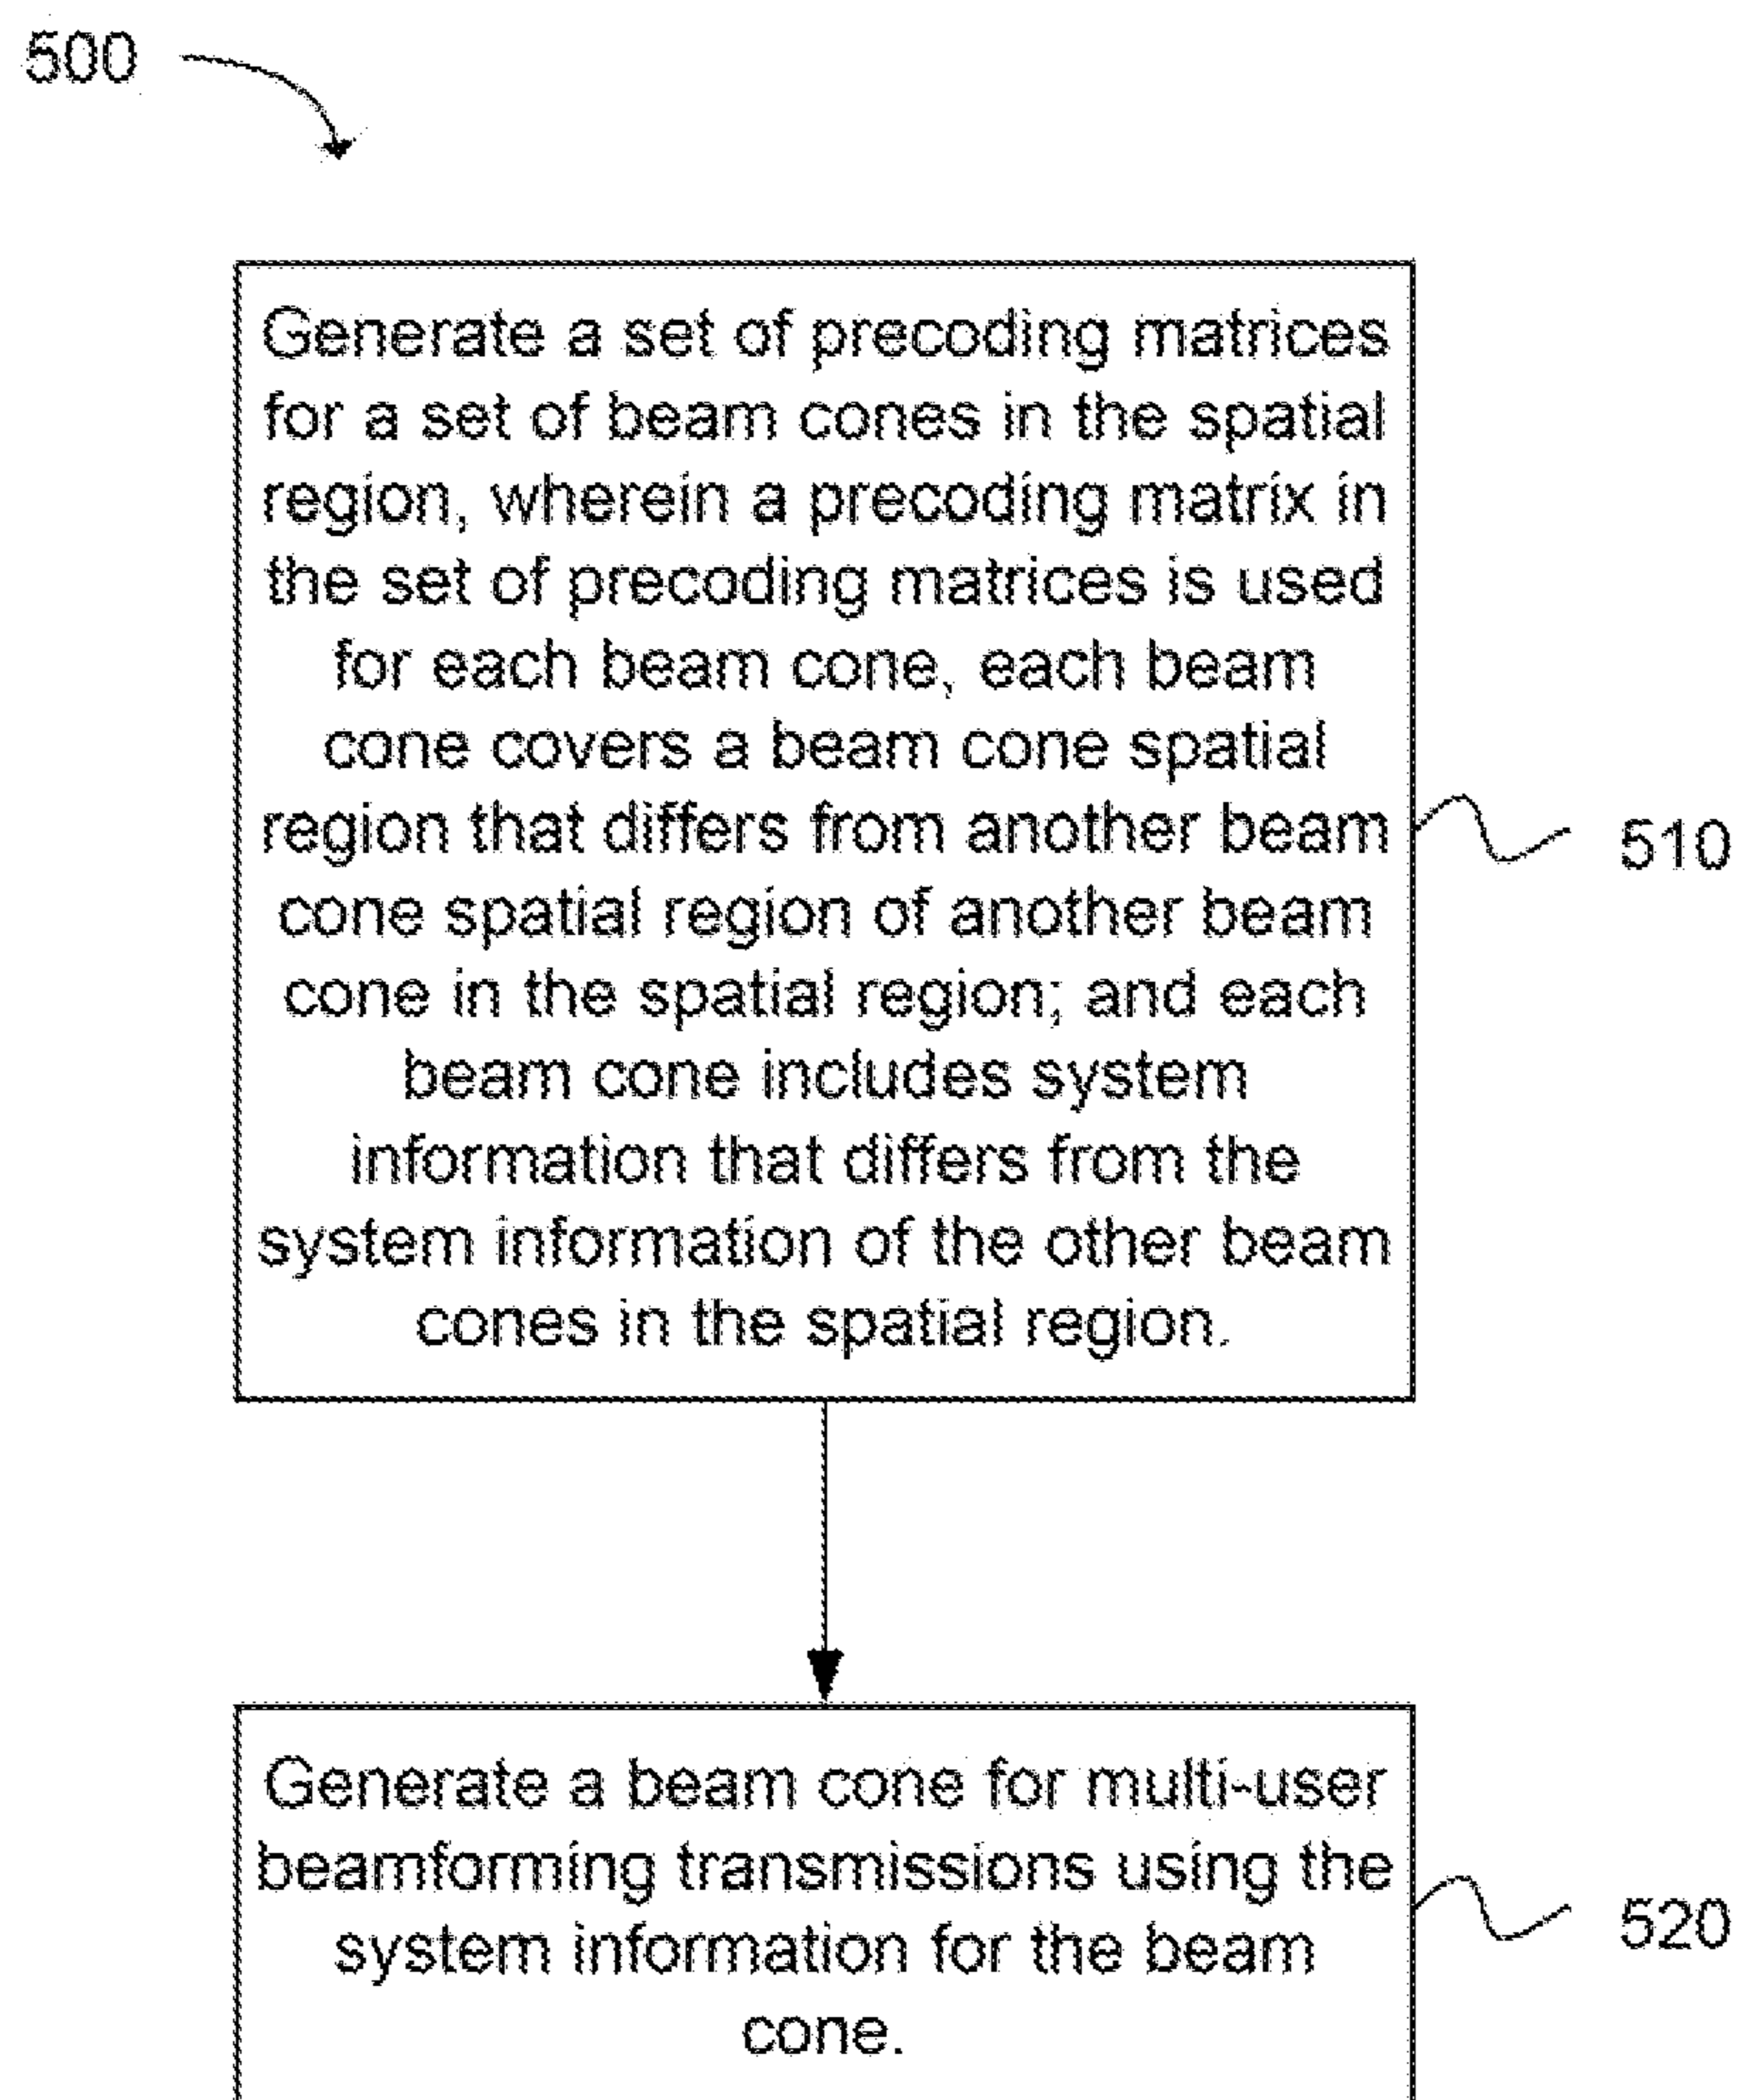 500
Generate a set of precoding matrices
for a set of beam cones in the spatial
region, wherein a precoding matrix in
the set of precoding matrices is used
for each beam cone, each beam
cone covers a beam cone spatial
region that differs from another beam
cone spatial region of another beam
cone in the spatial region; and each
beam cone includes system
information that differs from the
system information of the other beam
cones in the spatial region.
510
Generate a beam cone for multi-user
beamforming transmissions using the
system information for the beam
cone.
520